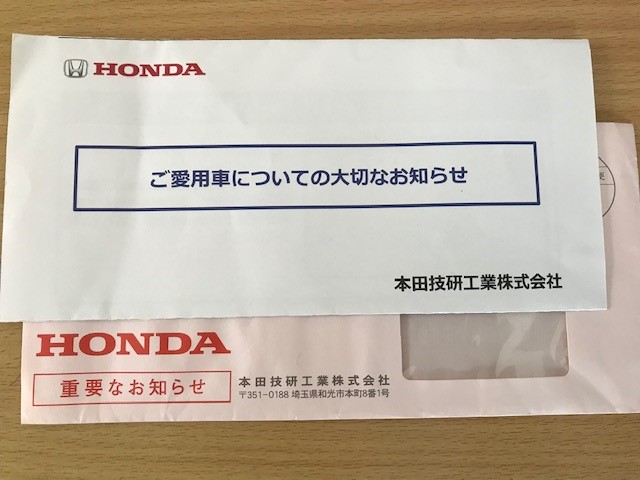 HONDA
ご愛用車についての大切なお知らせ
本田技研工業株式会社
HONDA
重要なお知らせ
本田技研工業株式会社
〒351-0188 埼玉県和光市本町8番1号